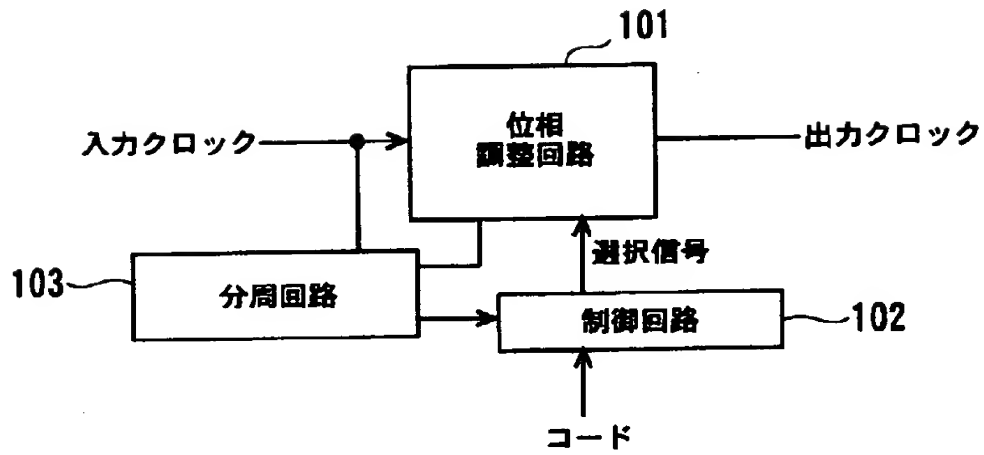 101
入力クロック
位相
調整回路
出力クロック
選択信号
103
分周回路
制御回路
102
コード